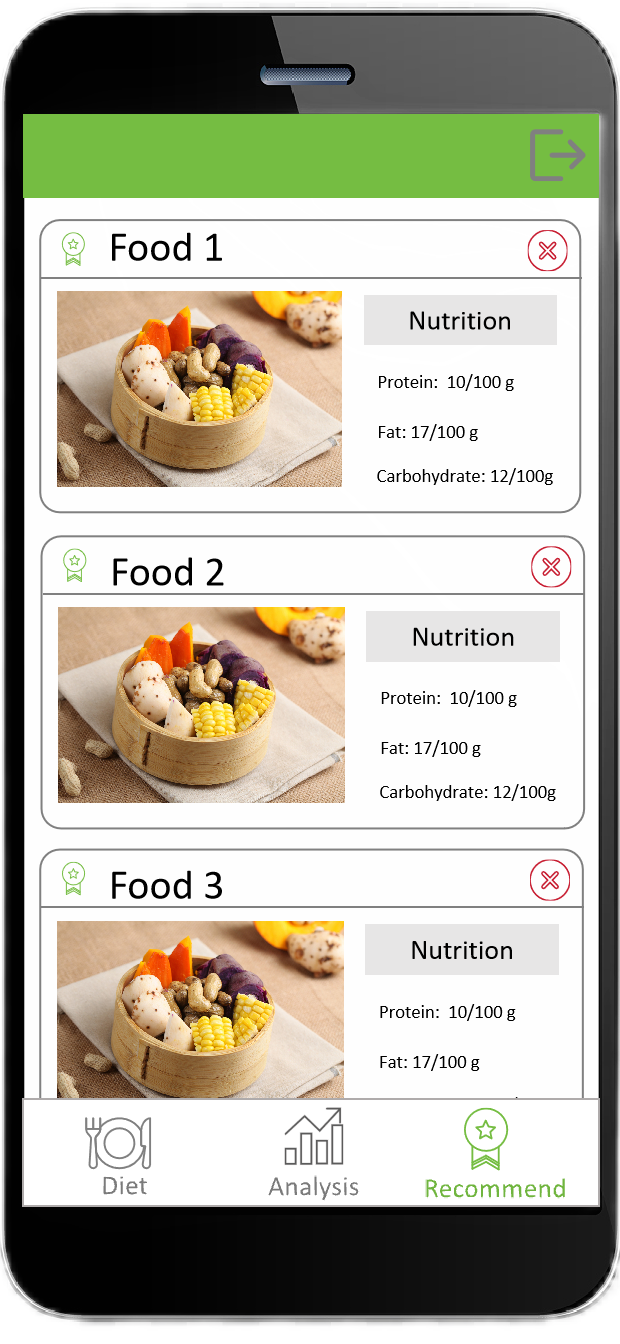 Food 1
Nutrition
Protein:  10/100 g
Fat: 17/100 g
Carbohydrate: 12/100g
Food 2
Nutrition
Protein:  10/100 g
Fat: 17/100 g
Carbohydrate: 12/100g
Food 3
Nutrition
Protein:  10/100 g
Fat: 17/100 g
Diet
Analysis
Recommend